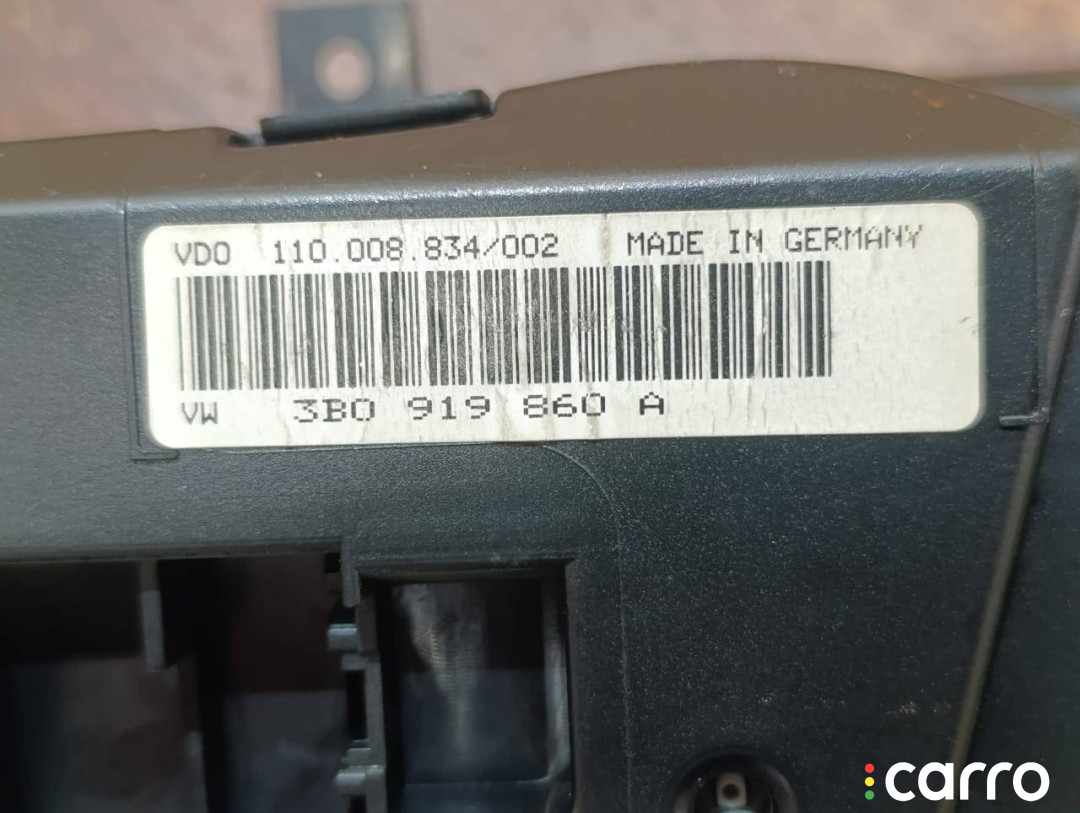 VDO 110.008.834/002 MADE IN GERMANY
VW 3B0 919 860 A
carro